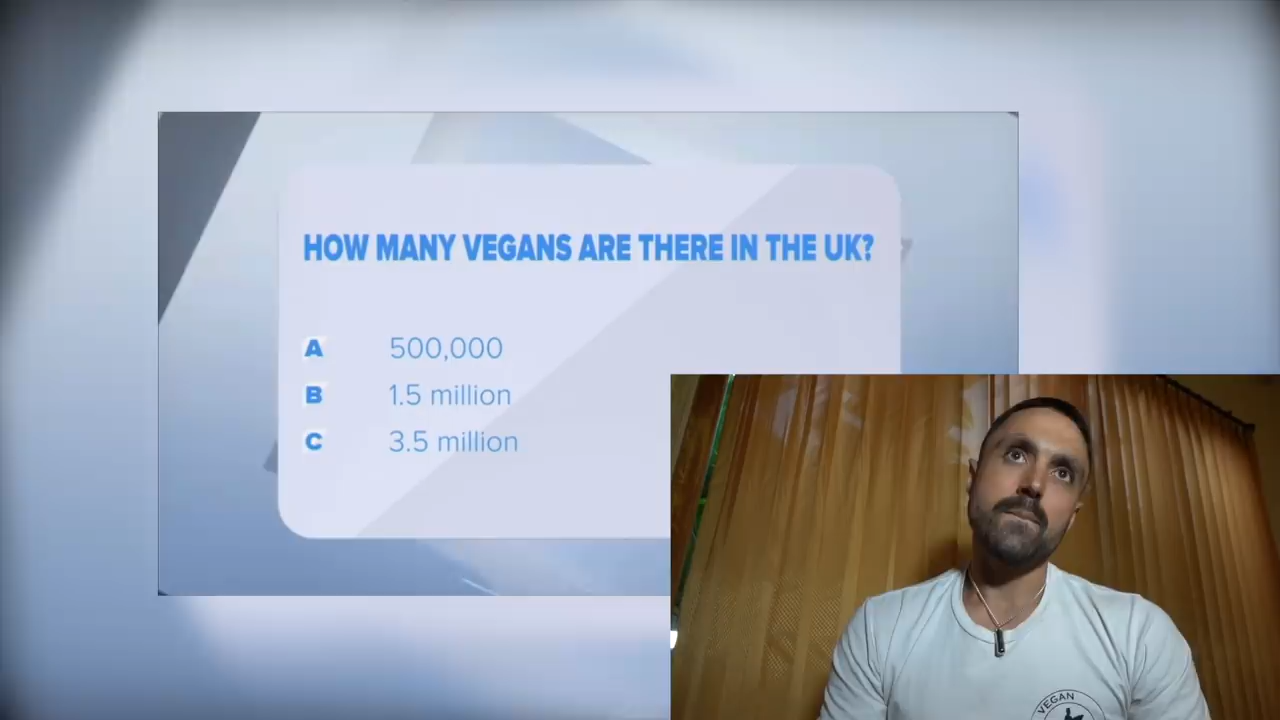 HOW MANY VEGANS ARE THERE IN THE UK?
A 500,000
B 1.5 million
C 3.5 million
VEGAN